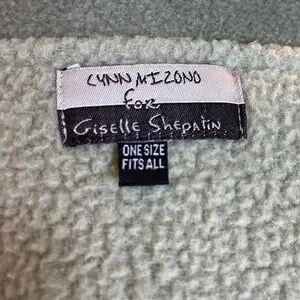 LYNN MIZONO
for
Giselle Shepatin
ONE SIZE
FITS ALL